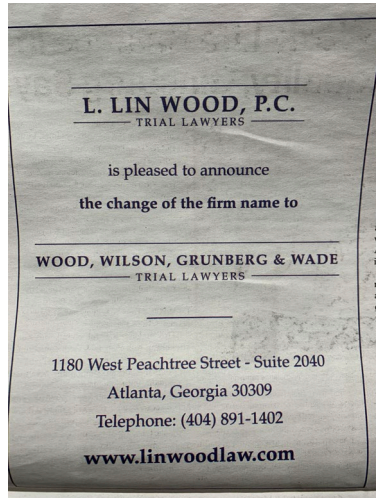 L. LIN WOOD, P.C.
TRIAL LAWYERS
is pleased to announce
the change of the firm name to
WOOD, WILSON, GRUNBERG & WADE
TRIAL LAWYERS
1180 West Peachtree Street - Suite 2040
Atlanta, Georgia 30309
Telephone: (404) 891-1402
www.linwoodlaw.com